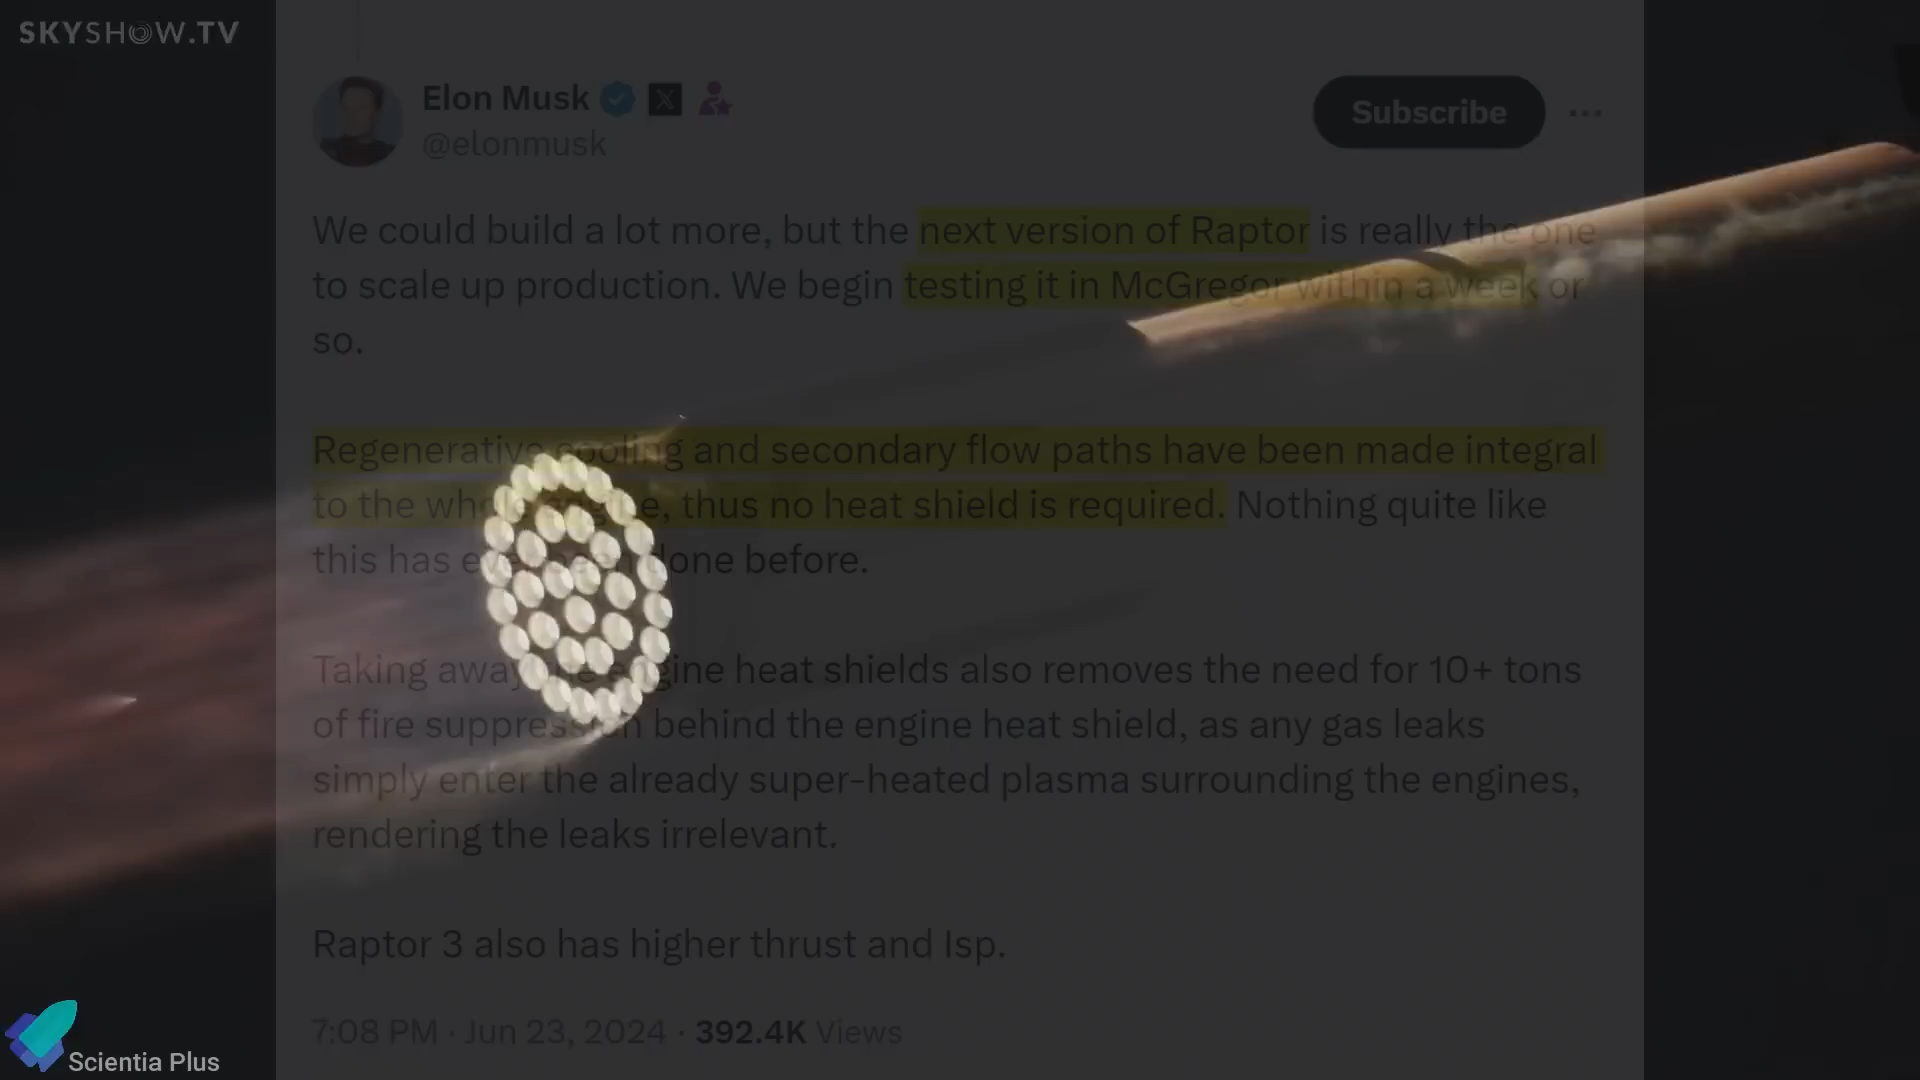 SKYSHOW.TV
Elon Musk
@elonmusk
Subscribe
We could build a lot more, but the next version of Raptor is really the one
to scale up production. We begin testing it in McGregor within a week or
so.
Regenerative cooling and secondary flow paths have been made integral
to the whole engine, thus no heat shield is required. Nothing quite like
this has ever been done before.
Taking away the engine heat shields also removes the need for 10+ tons
of fire suppression behind the engine heat shield, as any gas leaks
simply enter the already super-heated plasma surrounding the engines,
rendering the leaks irrelevant.
Raptor 3 also has higher thrust and Isp.
7:08 PM · Jun 23, 2024 · 392.4K Views
Scientia Plus